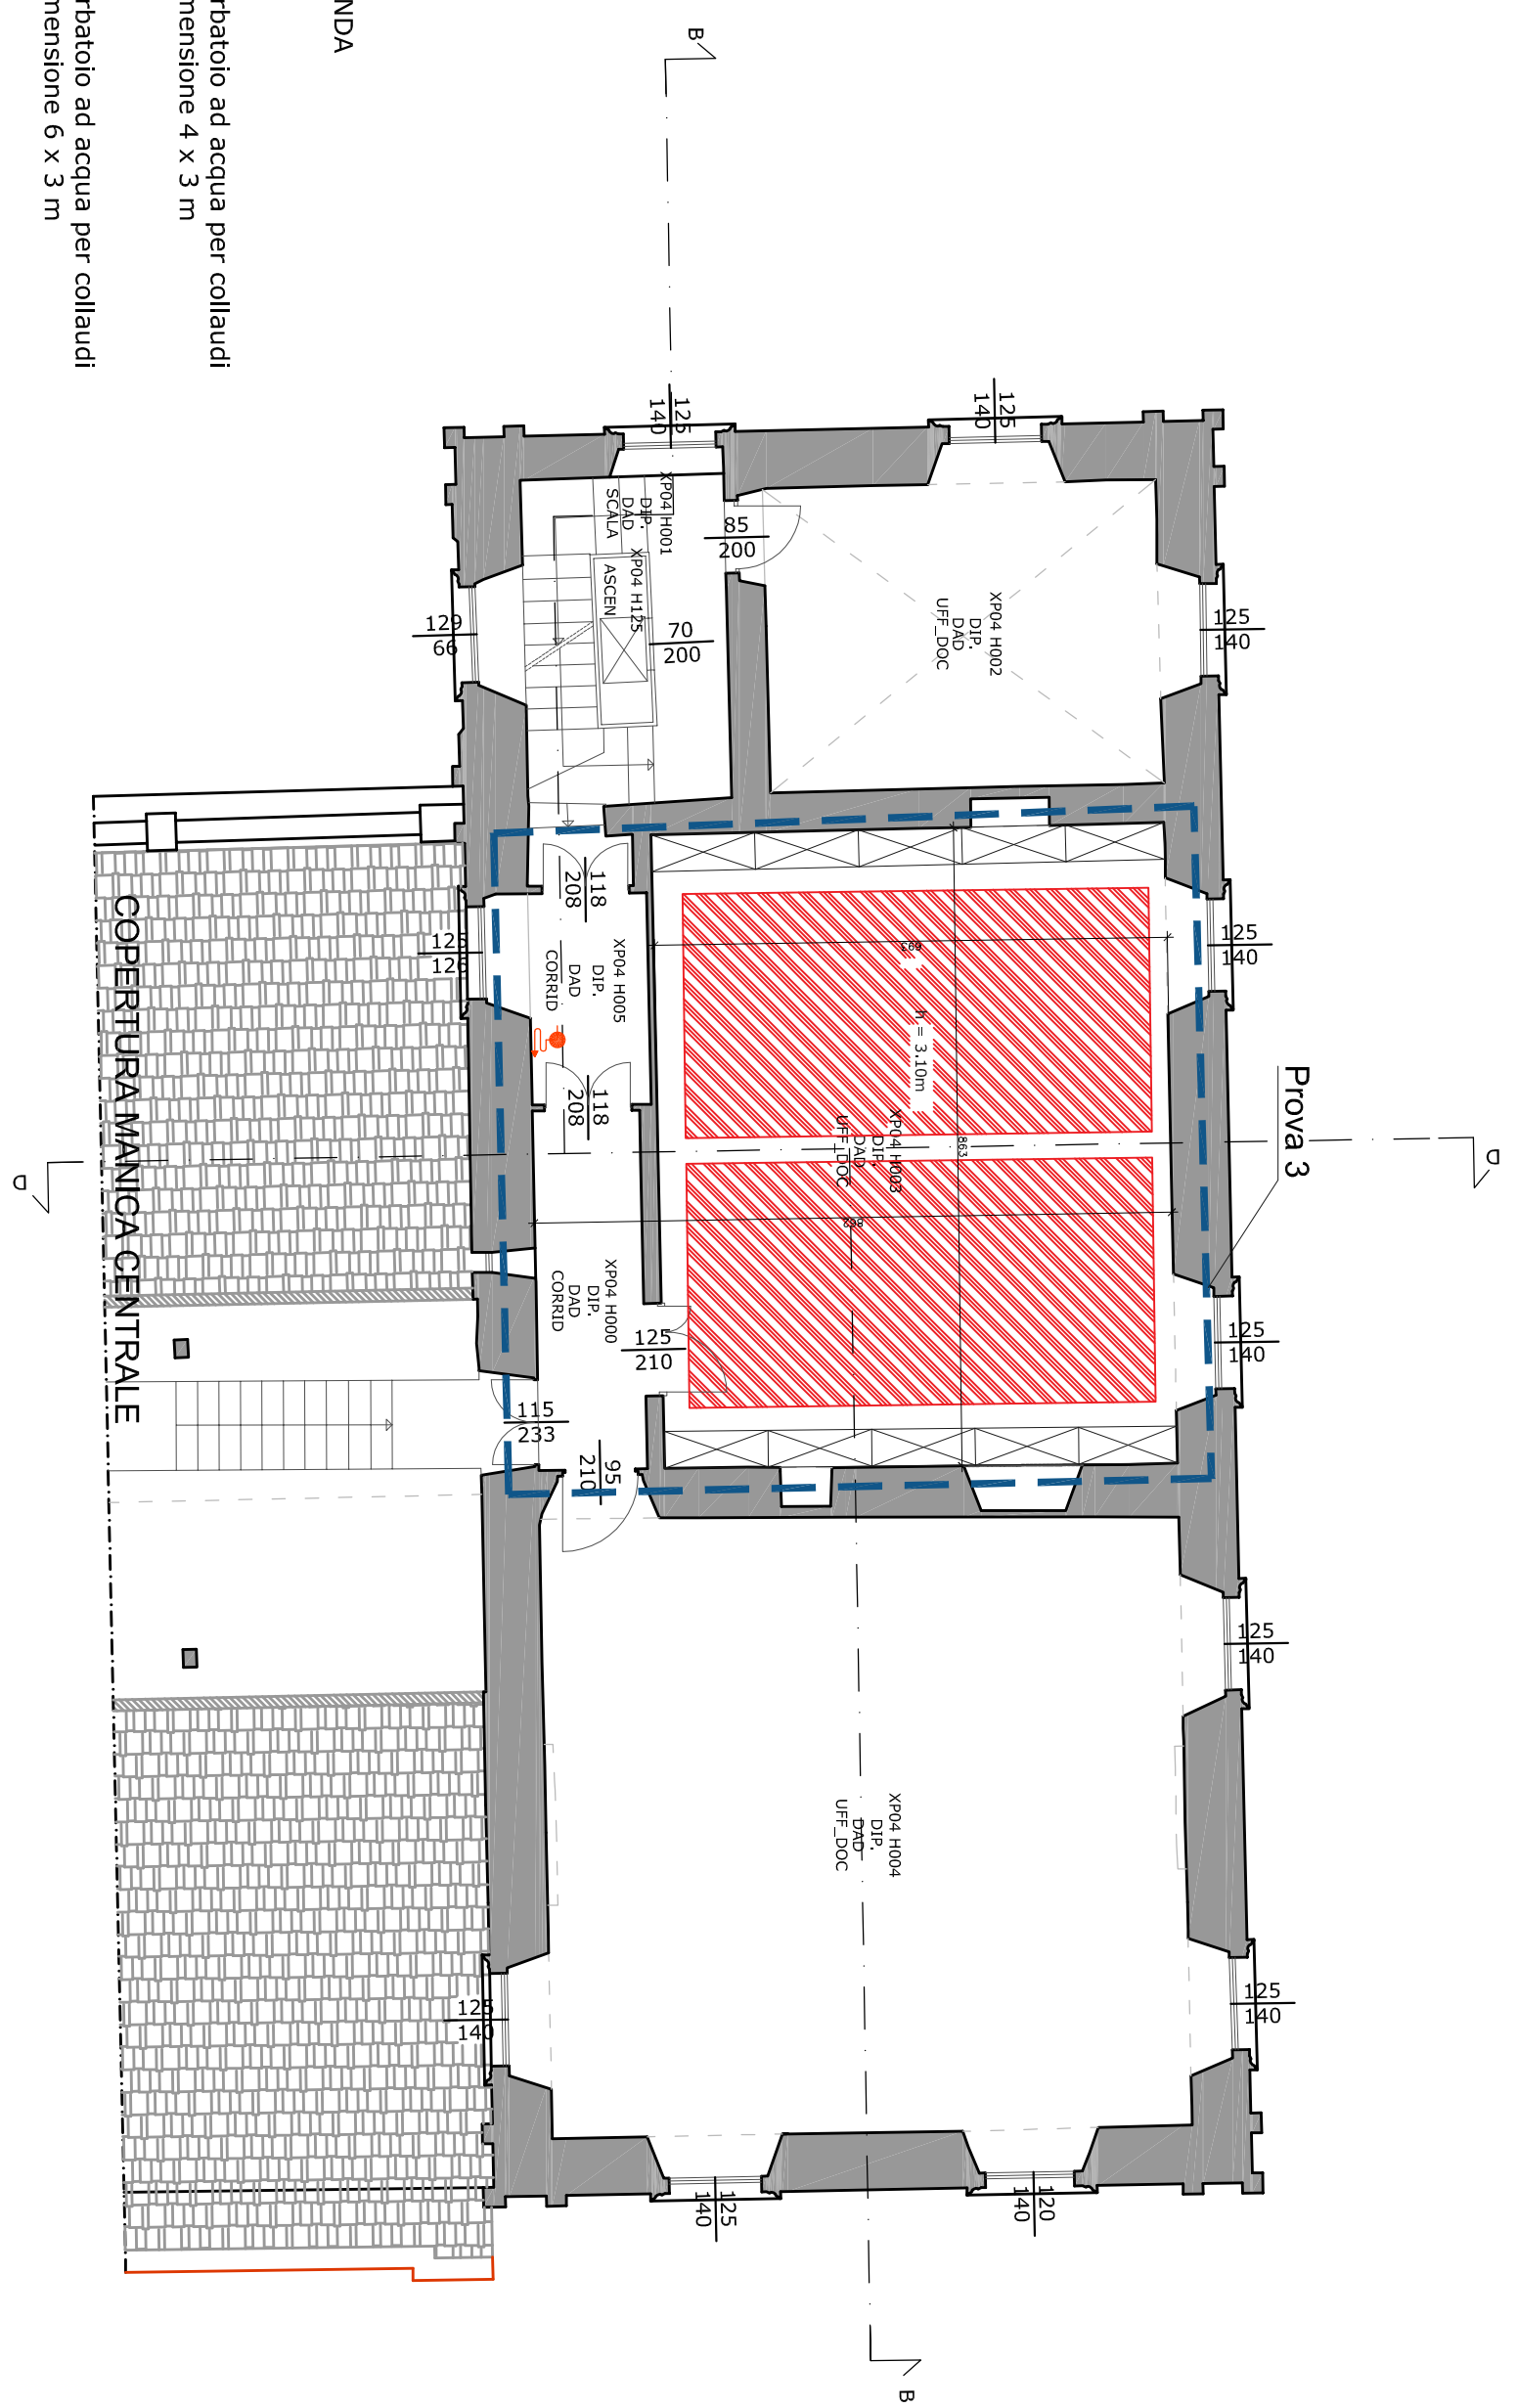 NDA
rbatoio ad acqua per collaudi
mensione 4 x 3 m
rbatoio ad acqua per collaudi
mensione 6 x 3 m
B
125
140
125
140
XP04 H001
DIP.
DAD
SCALA
XP04 H125
ASCEN
85
200
70
200
129
66
XP04 H002
DIP.
DAD
UFF_DOC
125
140
118
208
125
126
XP04 H005
DIP.
DAD
CORRID
693
h = 3.10m
125
140
118
208
XP04 H003
DIP.
DAD
UFF_DOC
863
862
Prova 3
D
D
COPERTURA MANICA CENTRALE
XP04 H000
DIP.
DAD
CORRID
125
210
125
140
115
233
95
210
125
140
XP04 H004
DIP.
DAD
UFF_DOC
125
140
125
140
125
140
120
140
B